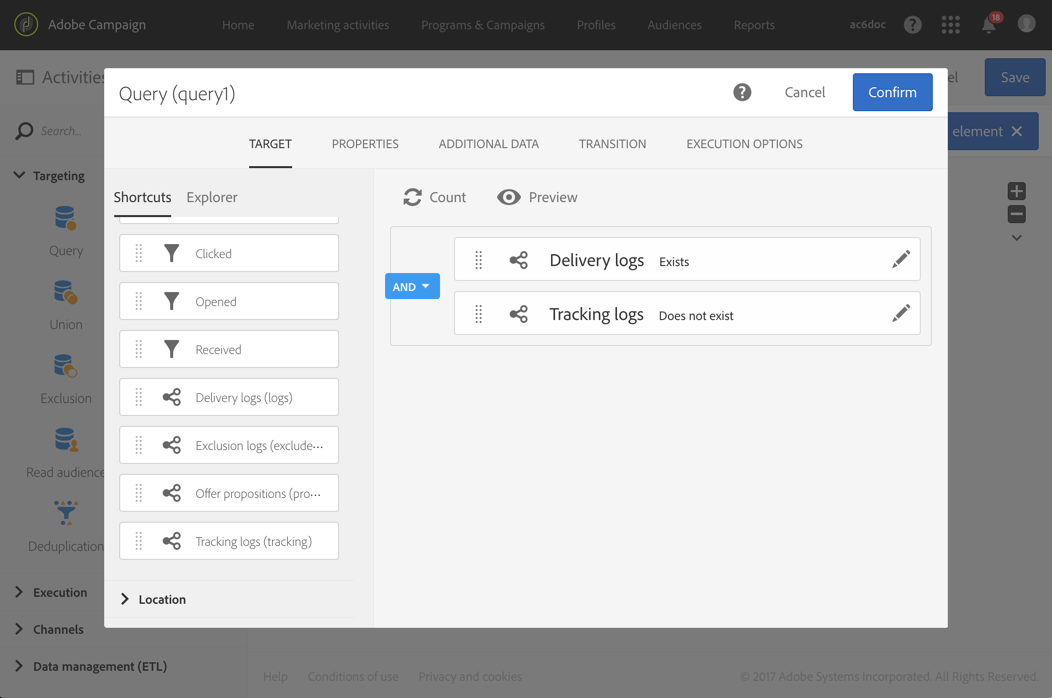 Adobe Campaign
Home Marketing activities Programs & Campaigns Profiles Audiences Reports ac6doc ? 18
Activities
el
Save
element
Search...
Targeting
Query
Union
Exclusion
Read audience
Deduplication
Execution
Channels
Data management (ETL)
Query (query1)
? Cancel Confirm
TARGET PROPERTIES ADDITIONAL DATA TRANSITION EXECUTION OPTIONS
Shortcuts Explorer
Clicked
Opened
Received
Delivery logs (logs)
Exclusion logs (exclude···
Offer propositions (pro···
Tracking logs (tracking)
Location
Count Preview
AND
Delivery logs Exists
Tracking logs Does not exist
Help Conditions of use Privacy and cookies © 2017 Adobe Systems Incorporated. All Rights Reserved.